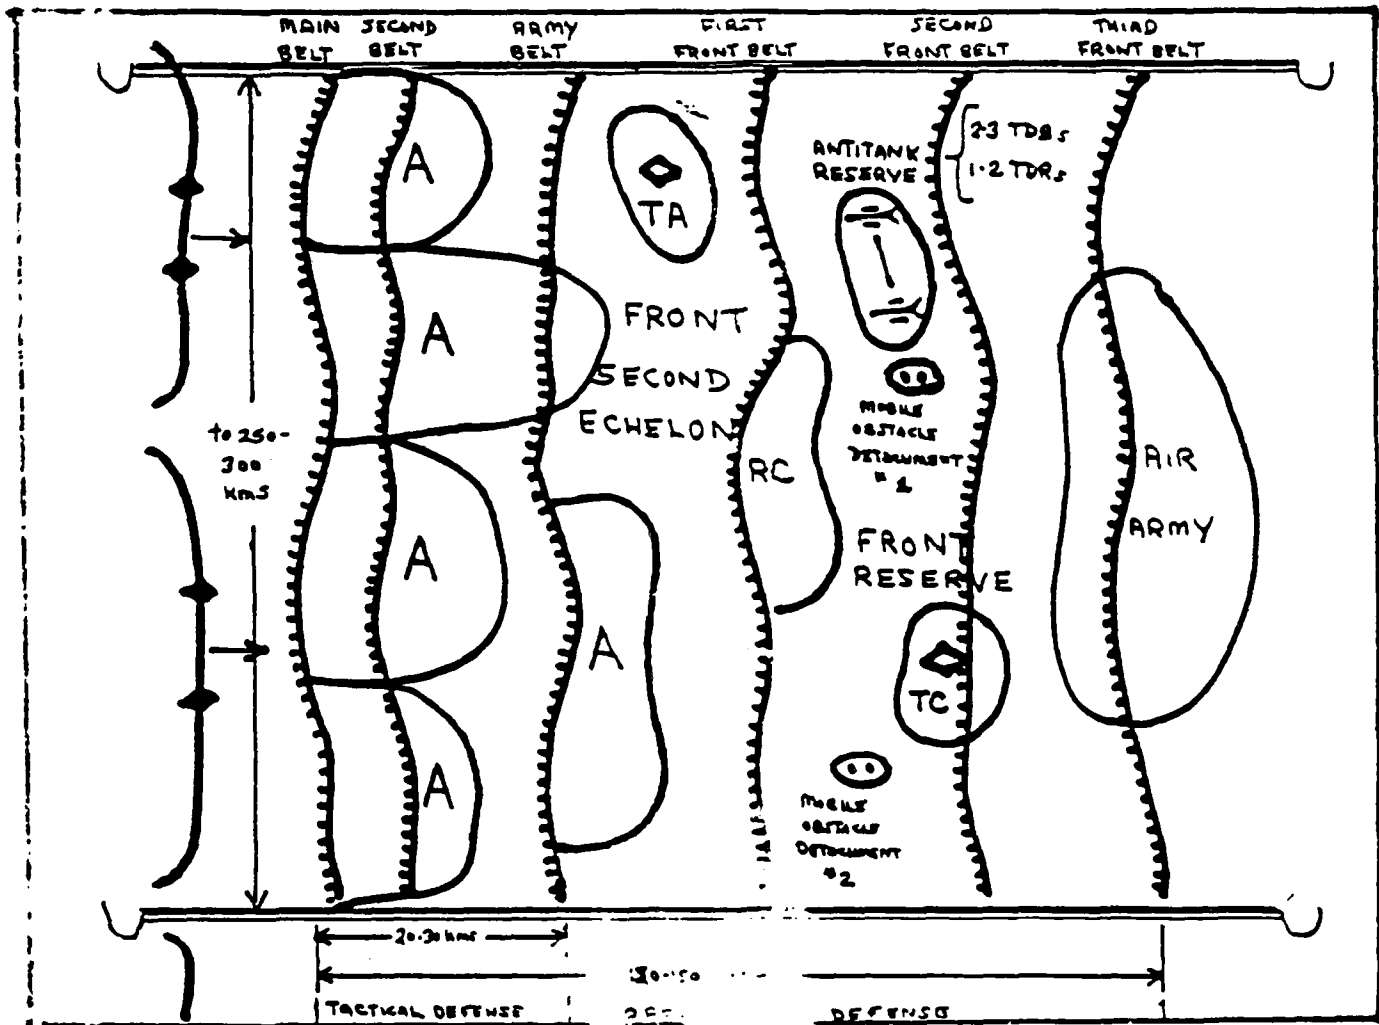 MAIN BELT
SECOND BELT
ARMY BELT
FIRST FRONT BELT
SECOND FRONT BELT
THIRD FRONT BELT
A
TA
ANTITANK
RESERVE
2-3 TDBs
1-2 TDRs
A
FRONT
SECOND
ECHELON
MOBILE
OBSTACLE
DETACHMENT
# 1
to 250-
300
kms
RC
AIR
ARMY
A
FRONT
RESERVE
A
TC
A
MOBILE
OBSTACLE
DETACHMENT
#2
20-30 kms
TACTICAL DEFENSE
DEFENSE